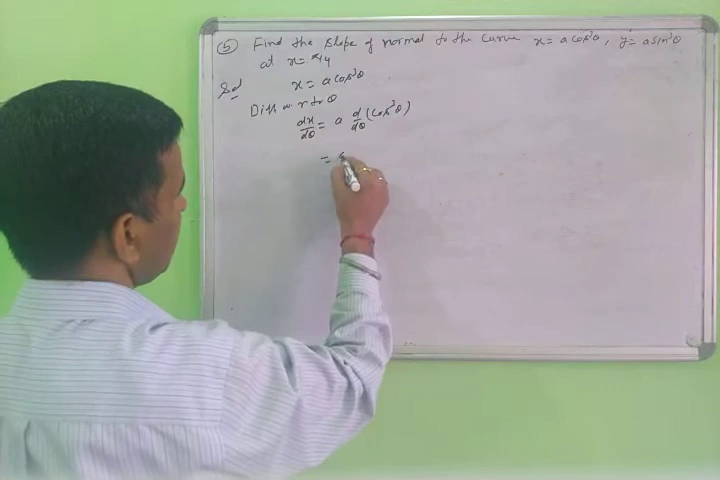 (5) Find the slope of normal to the curve x = a cos³θ, y = a sin³θ
at x = π/4
Sol x = a cos³θ
Diff w r to θ
dx/dθ = a d/dθ (cos³θ)
=